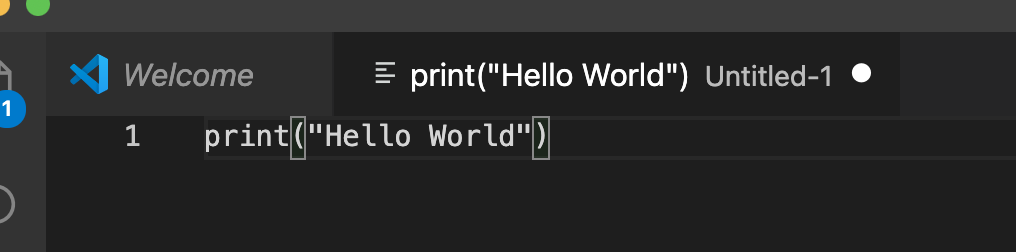 Welcome
print("Hello World") Untitled-1
1
1 print("Hello World")